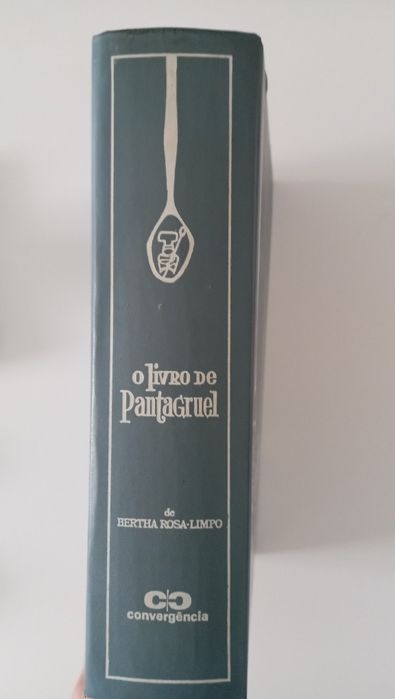 O LIVRO DE
PANTAGRUEL
de
BERTHA ROSA-LIMPO
convergência